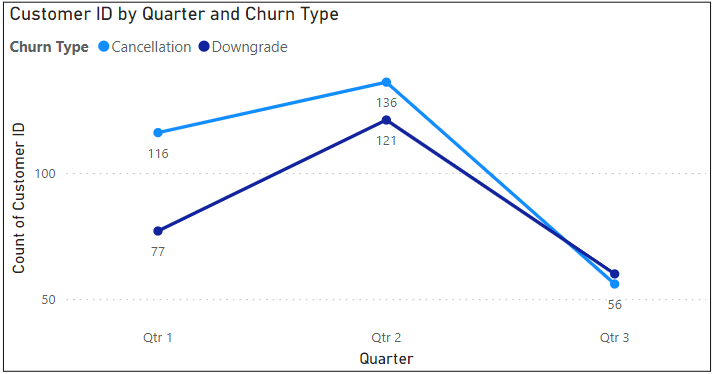 Customer ID by Quarter and Churn Type
Churn Type Cancellation Downgrade
Count of Customer ID
100
50
116
77
136
121
56
Qtr 1 Qtr 2 Qtr 3
Quarter